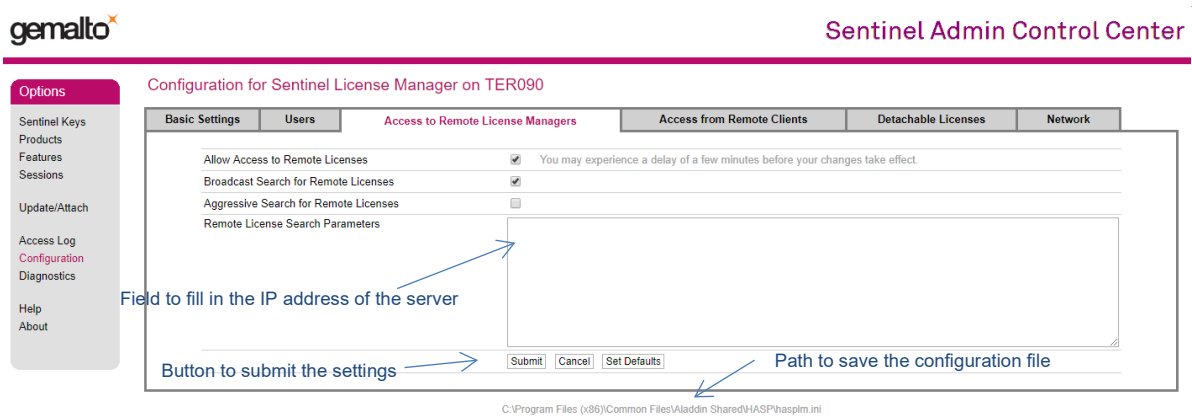 gemalto
Sentinel Admin Control Center
Options
Sentinel Keys
Products
Features
Sessions
Update/Attach
Access Log
Configuration
Diagnostics
Help
About
Configuration for Sentinel License Manager on TER090
Basic Settings Users Access to Remote License Managers Access from Remote Clients Detachable Licenses Network
Allow Access to Remote Licenses You may experience a delay of a few minutes before your changes take effect.
Broadcast Search for Remote Licenses
Aggressive Search for Remote Licenses
Remote License Search Parameters
Field to fill in the IP address of the server
Submit Cancel Set Defaults
Button to submit the settings
Path to save the configuration file
C:\Program Files (x86)\Common Files\Aladdin Shared\HASP\hasplm.ini